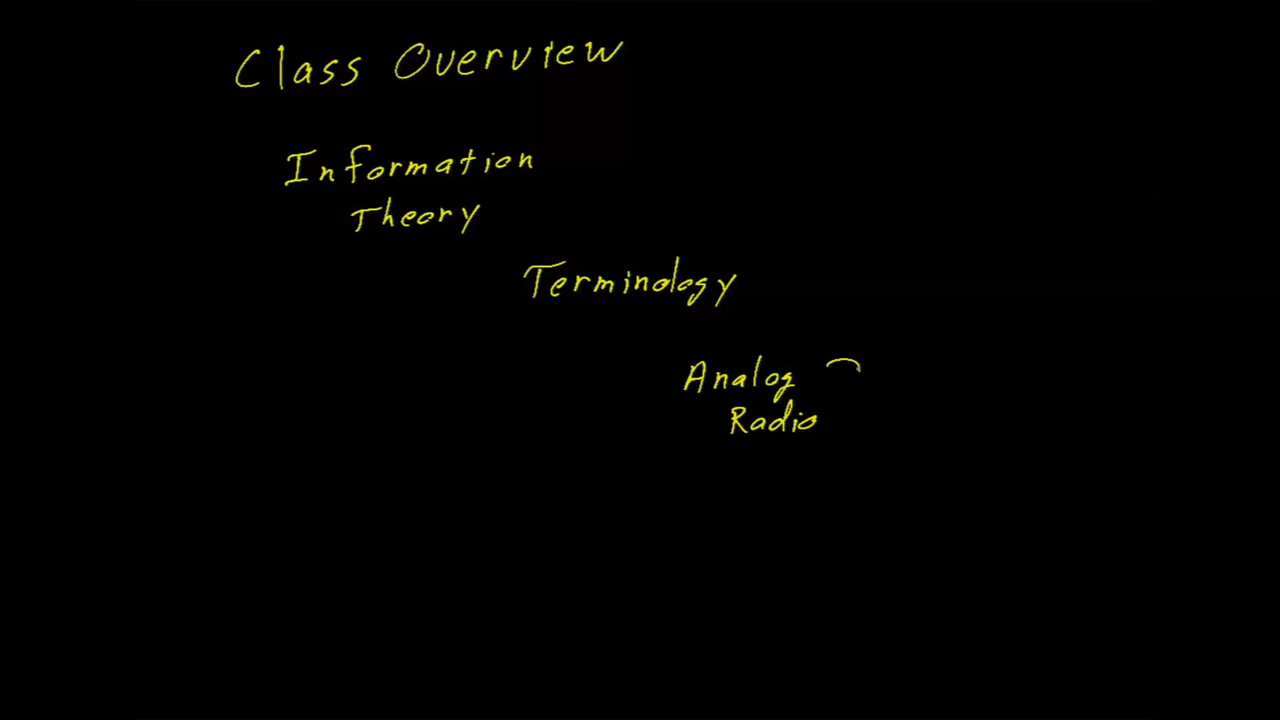 Class Overview
Information
Theory
Terminology
Analog
Radio